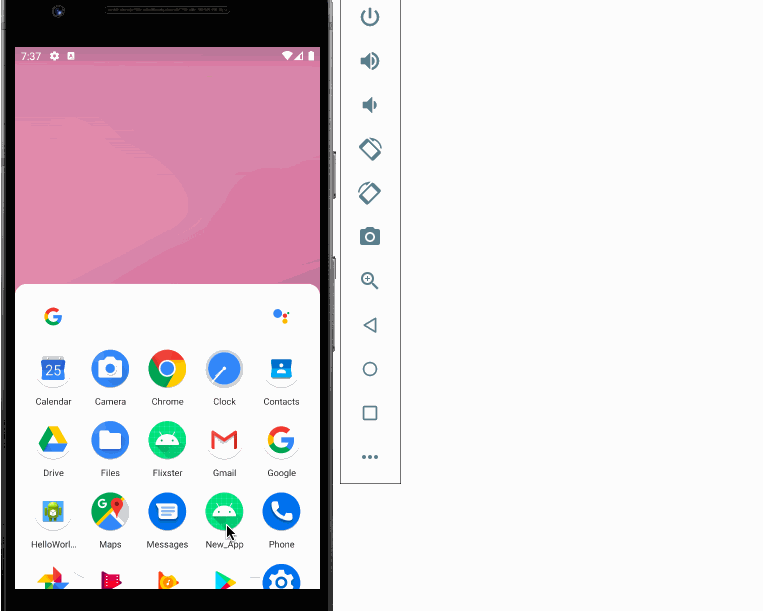 7:37
25
Calendar
Camera
Chrome
Clock
Contacts
Drive
Files
Flixster
Gmail
Google
HelloWorl...
Maps
Messages
New_App
Phone